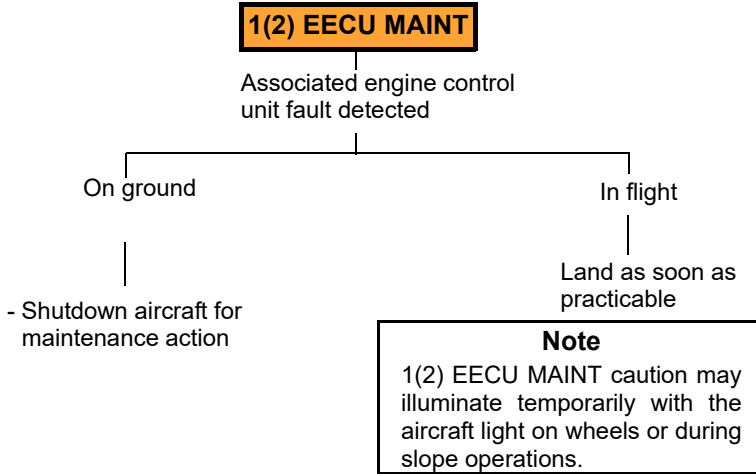 1(2) EECU MAINT
Associated engine control
unit fault detected
On ground
In flight
- Shutdown aircraft for
maintenance action
Land as soon as
practicable
Note
1(2) EECU MAINT caution may
illuminate temporarily with the
aircraft light on wheels or during
slope operations.